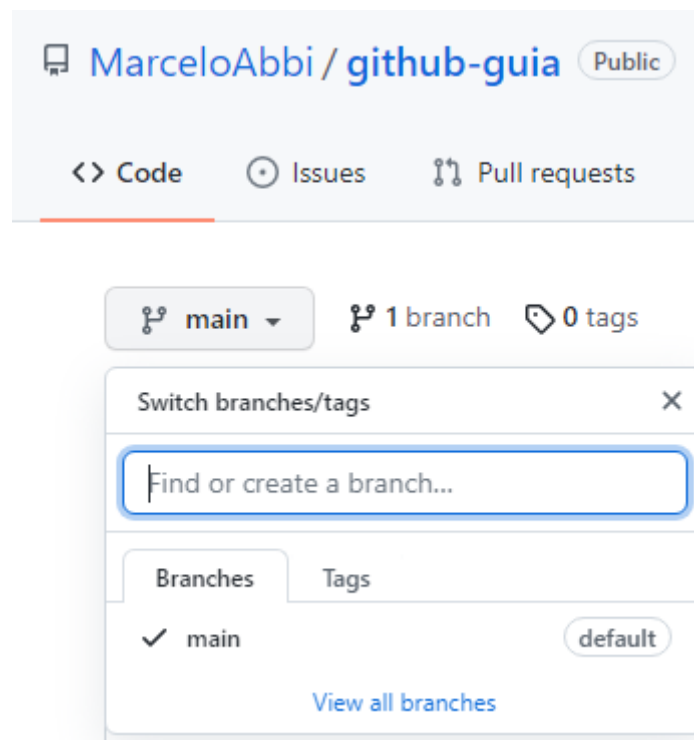 MarceloAbbi / github-guia Public
Code Issues Pull requests
main 1 branch 0 tags
Switch branches/tags
Find or create a branch...
Branches Tags
main default
View all branches